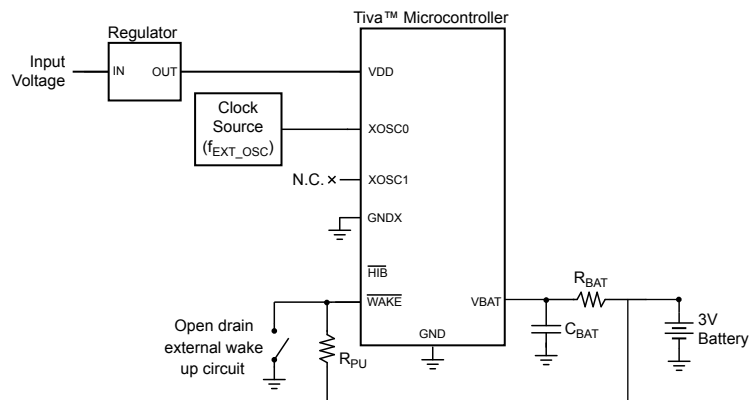 Tiva™ Microcontroller
Regulator
Input
Voltage
IN
OUT
VDD
Clock
Source
(fEXT_OSC)
XOSC0
N.C.
XOSC1
GNDX
HIB
WAKE
VBAT
GND
RBAT
CBAT
3V
Battery
Open drain
external wake
up circuit
RPU